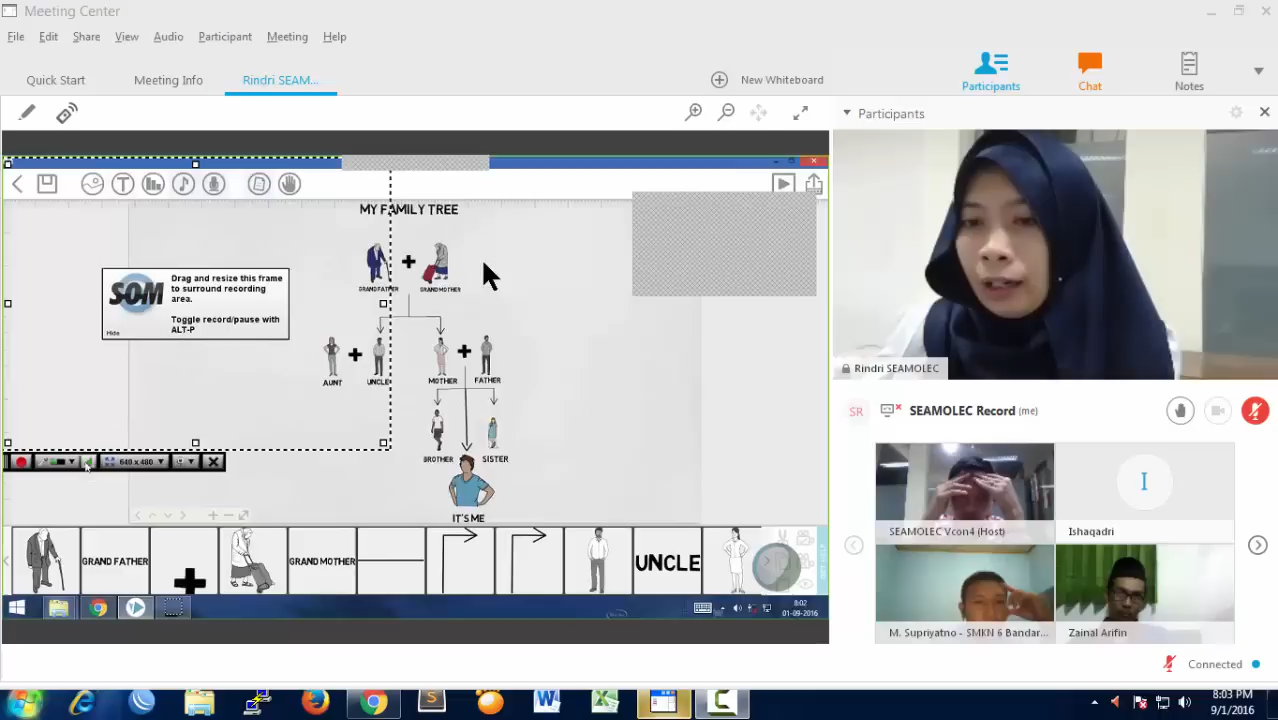 Meeting Center
File Edit Share View Audio Participant Meeting Help
Quick Start Meeting Info Rindri SEAM... New Whiteboard
Participants Chat Notes
Participants
MY FAMILY TREE
GRANDFATHER GRANDMOTHER
SOM
Hide
Drag and resize this frame
to surround recording
area.
Toggle record/pause with
ALT-P
AUNT UNCLE MOTHER FATHER
BROTHER SISTER
IT'S ME
640 x 480
GRAND FATHER GRAND MOTHER UNCLE
GET HELP
8:02
01-09-2016
Rindri SEAMOLEC
SR SEAMOLEC Record (me)
SEAMOLEC Vcon4 (Host)
I
Ishaqadri
M. Supriyatno - SMKN 6 Bandar...
Zainal Arifin
Connected
8:03 PM
9/1/2016